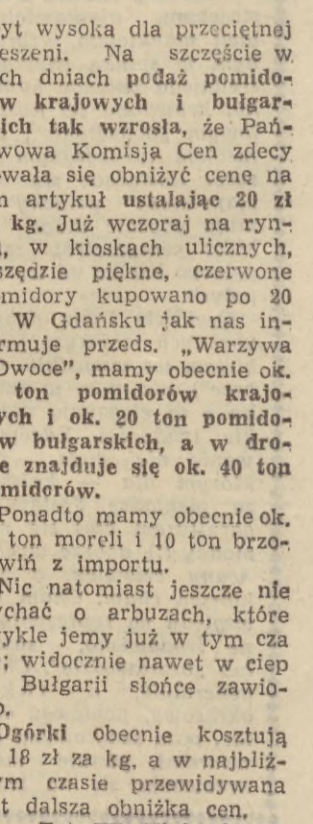 yt wysoka dla przeciętnej
eszeni. Na szczęście w
ch dniach podaż pomido-
w krajowych i bułgar-
ich tak wzrosła, że Pań-
wowa Komisja Cen zdecy
wała się obniżyć cenę na
n artykuł ustalając 20 zł
kg. Już wczoraj na ryn-
, w kioskach ulicznych,
szędzie piękne, czerwone
midory kupowano po 20
W Gdańsku jak nas in-
rmuje przeds. „Warzywa
Owoce”, mamy obecnie ok.
ton pomidorów krajo-
ych i ok. 20 ton pomido-
w bułgarskich, a w dro-
e znajduje się ok. 40 ton
midorów.
Ponadto mamy obecnie ok.
ton moreli i 10 ton brzo-
wiń z importu.
Nic natomiast jeszcze nie
ychać o arbuzach, które
ykle jemy już w tym cza
; widocznie nawet w ciep
Bułgarii słońce zawio-
o.
Ogórki obecnie kosztują
18 zł za kg, a w najbliż-
ym czasie przewidywana
t dalsza obniżka cen.